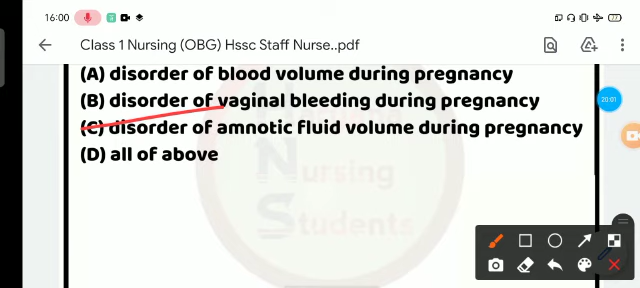 16:00
Class 1 Nursing (OBG) Hssc Staff Nurse..pdf
(A) disorder of blood volume during pregnancy
(B) disorder of vaginal bleeding during pregnancy
20:01
(C) disorder of amnotic fluid volume during pregnancy
(D) all of above
Nursing
Students